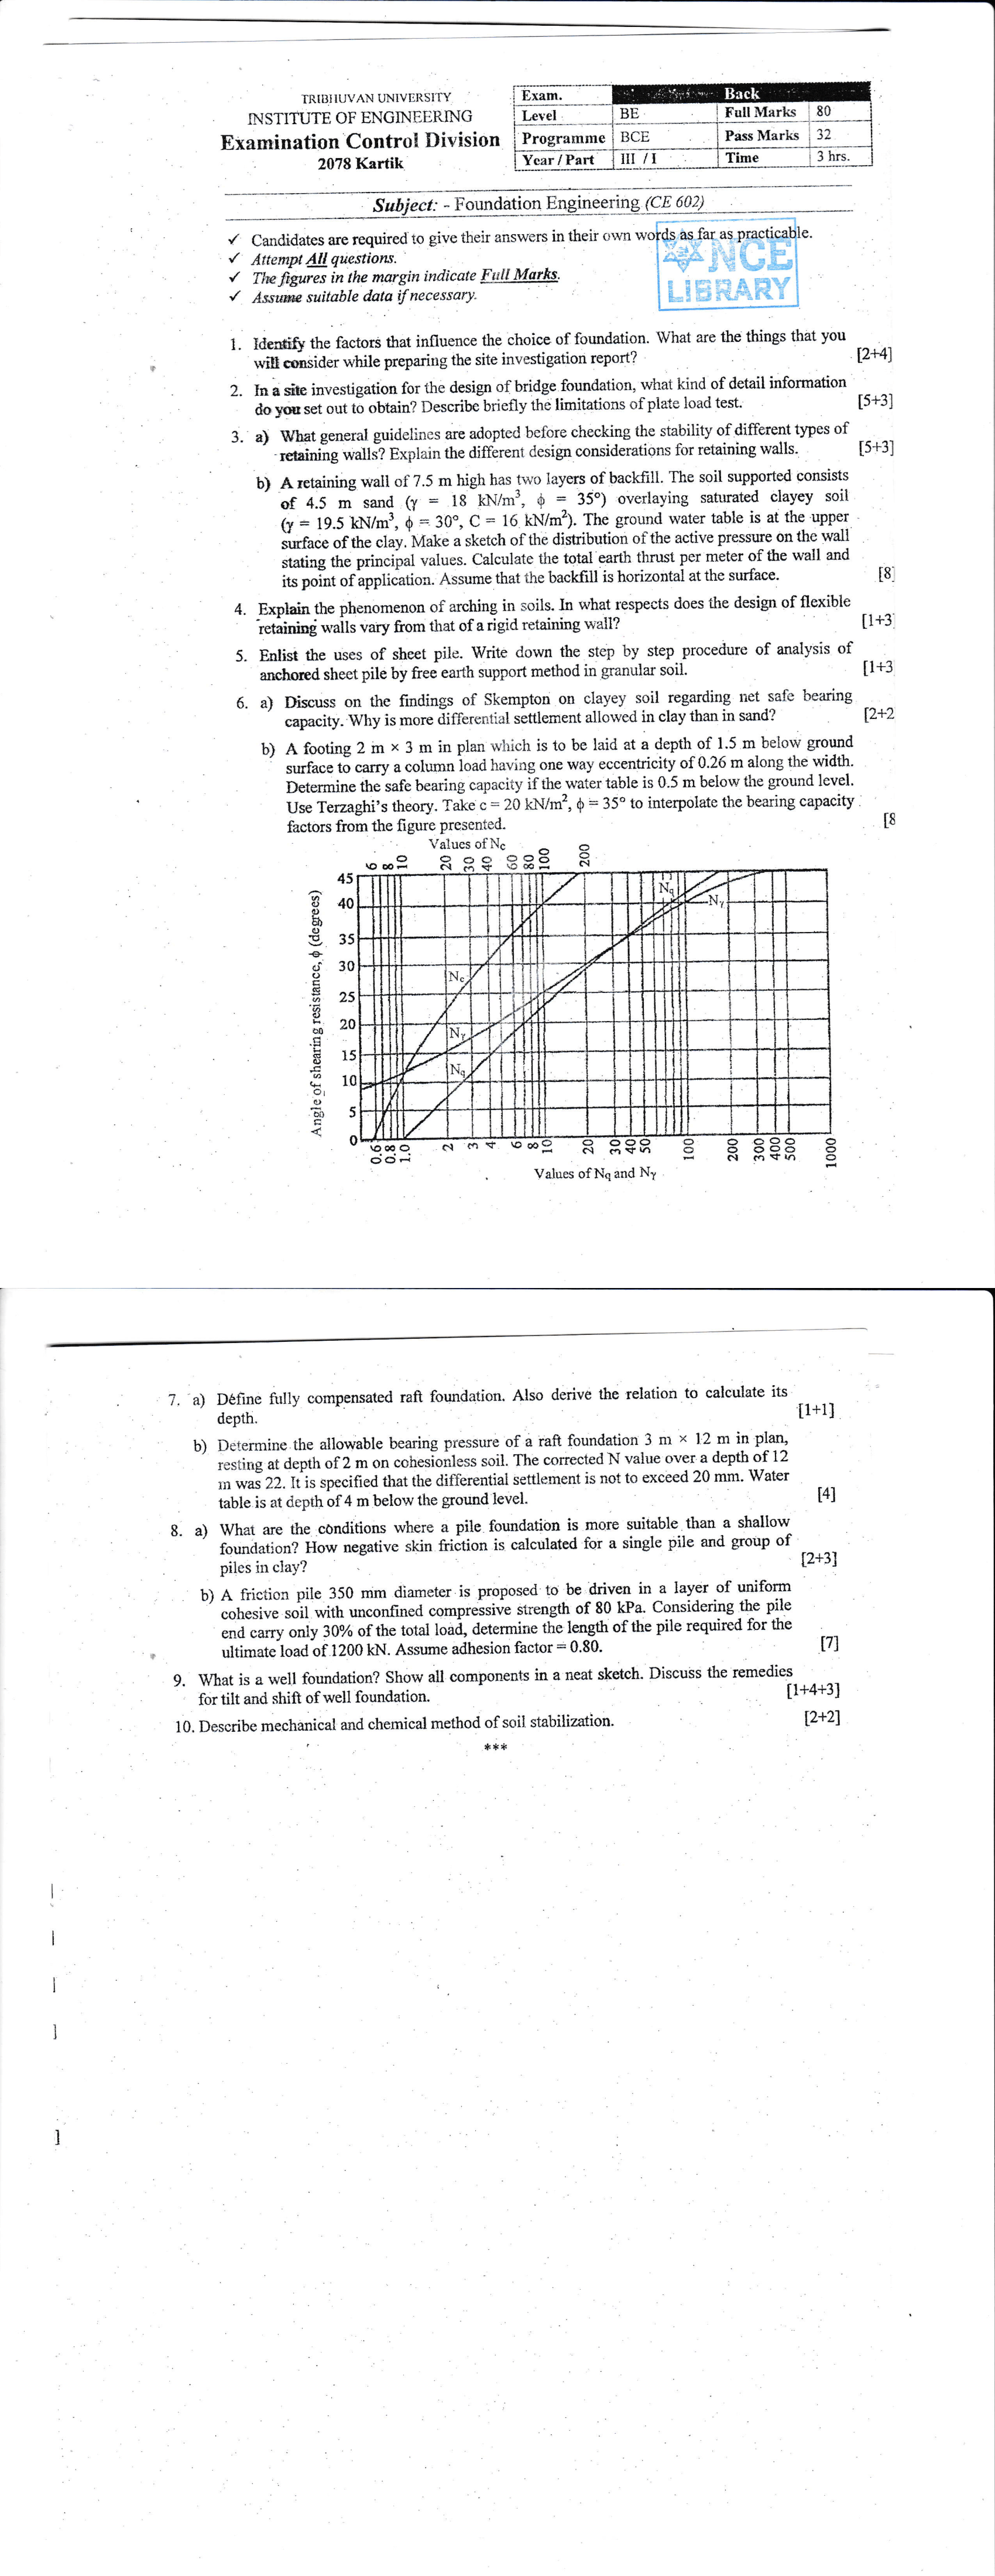 TRIBHUVAN UNIVERSITY
INSTITUTE OF ENGINEERING
Examination Control Division
2078 Kartik
Exam. Back
Level BE Full Marks 80
Programme BCE Pass Marks 32
Year / Part III / I Time 3 hrs.
Subject: - Foundation Engineering (CE 602)
✓ Candidates are required to give their answers in their own words as far as practicable.
✓ Attempt All questions.
✓ The figures in the margin indicate Full Marks.
✓ Assume suitable data if necessary.
NCE
LIBRARY
1. Identify the factors that influence the choice of foundation. What are the things that you
will consider while preparing the site investigation report? [2+4]
2. In a site investigation for the design of bridge foundation, what kind of detail information
do you set out to obtain? Describe briefly the limitations of plate load test. [5+3]
3. a) What general guidelines are adopted before checking the stability of different types of
retaining walls? Explain the different design considerations for retaining walls. [5+3]
b) A retaining wall of 7.5 m high has two layers of backfill. The soil supported consists
of 4.5 m sand (γ = 18 kN/m³, ϕ = 35°) overlaying saturated clayey soil
(γ = 19.5 kN/m³, ϕ = 30°, C = 16 kN/m²). The ground water table is at the upper
surface of the clay. Make a sketch of the distribution of the active pressure on the wall
stating the principal values. Calculate the total earth thrust per meter of the wall and
its point of application. Assume that the backfill is horizontal at the surface. [8]
4. Explain the phenomenon of arching in soils. In what respects does the design of flexible
retaining walls vary from that of a rigid retaining wall? [1+3]
5. Enlist the uses of sheet pile. Write down the step by step procedure of analysis of
anchored sheet pile by free earth support method in granular soil. [1+3
6. a) Discuss on the findings of Skempton on clayey soil regarding net safe bearing
capacity. Why is more differential settlement allowed in clay than in sand? [2+2
b) A footing 2 m × 3 m in plan which is to be laid at a depth of 1.5 m below ground
surface to carry a column load having one way eccentricity of 0.26 m along the width.
Determine the safe bearing capacity if the water table is 0.5 m below the ground level.
Use Terzaghi's theory. Take c = 20 kN/m², ϕ = 35° to interpolate the bearing capacity
factors from the figure presented. [8
Values of Nc
6 8 10 20 30 40 60 80 100 200
Angle of shearing resistance, ϕ (degrees)
45
40
35
30
25
20
15
10
5
0
Nq
Nγ
Nc
Nγ
Nq
0.6 0.8 1.0 2 3 4 6 8 10 20 30 40 50 100 200 300 400 500 1000
Values of Nq and Nγ
7. a) Define fully compensated raft foundation. Also derive the relation to calculate its
depth. [1+1]
b) Determine the allowable bearing pressure of a raft foundation 3 m × 12 m in plan,
resting at depth of 2 m on cohesionless soil. The corrected N value over a depth of 12
m was 22. It is specified that the differential settlement is not to exceed 20 mm. Water
table is at depth of 4 m below the ground level. [4]
8. a) What are the conditions where a pile foundation is more suitable than a shallow
foundation? How negative skin friction is calculated for a single pile and group of
piles in clay? [2+3]
b) A friction pile 350 mm diameter is proposed to be driven in a layer of uniform
cohesive soil with unconfined compressive strength of 80 kPa. Considering the pile
end carry only 30% of the total load, determine the length of the pile required for the
ultimate load of 1200 kN. Assume adhesion factor = 0.80. [7]
9. What is a well foundation? Show all components in a neat sketch. Discuss the remedies
for tilt and shift of well foundation. [1+4+3]
10. Describe mechanical and chemical method of soil stabilization. [2+2]
***